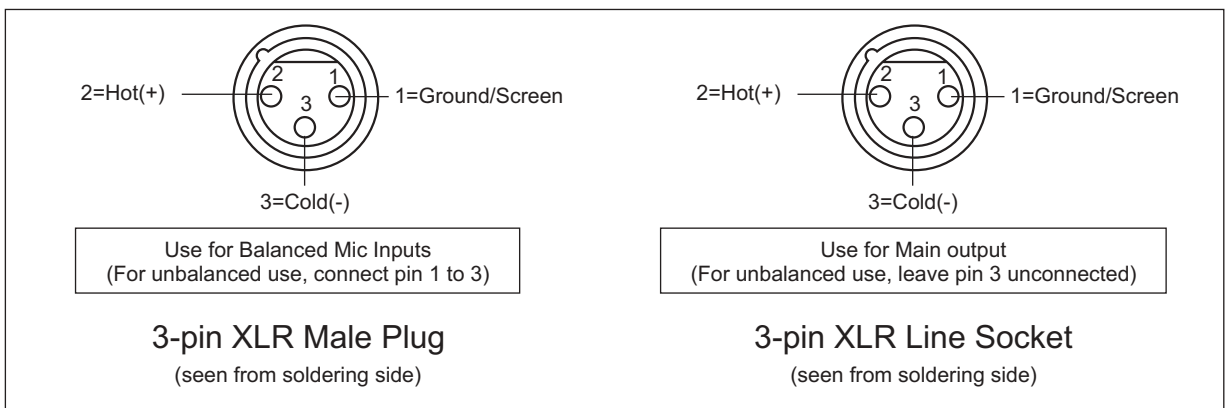 2
1
3
2=Hot(+)
1=Ground/Screen
3=Cold(-)
Use for Balanced Mic Inputs
(For unbalanced use, connect pin 1 to 3)
3-pin XLR Male Plug
(seen from soldering side)
2
1
3
2=Hot(+)
1=Ground/Screen
3=Cold(-)
Use for Main output
(For unbalanced use, leave pin 3 unconnected)
3-pin XLR Line Socket
(seen from soldering side)